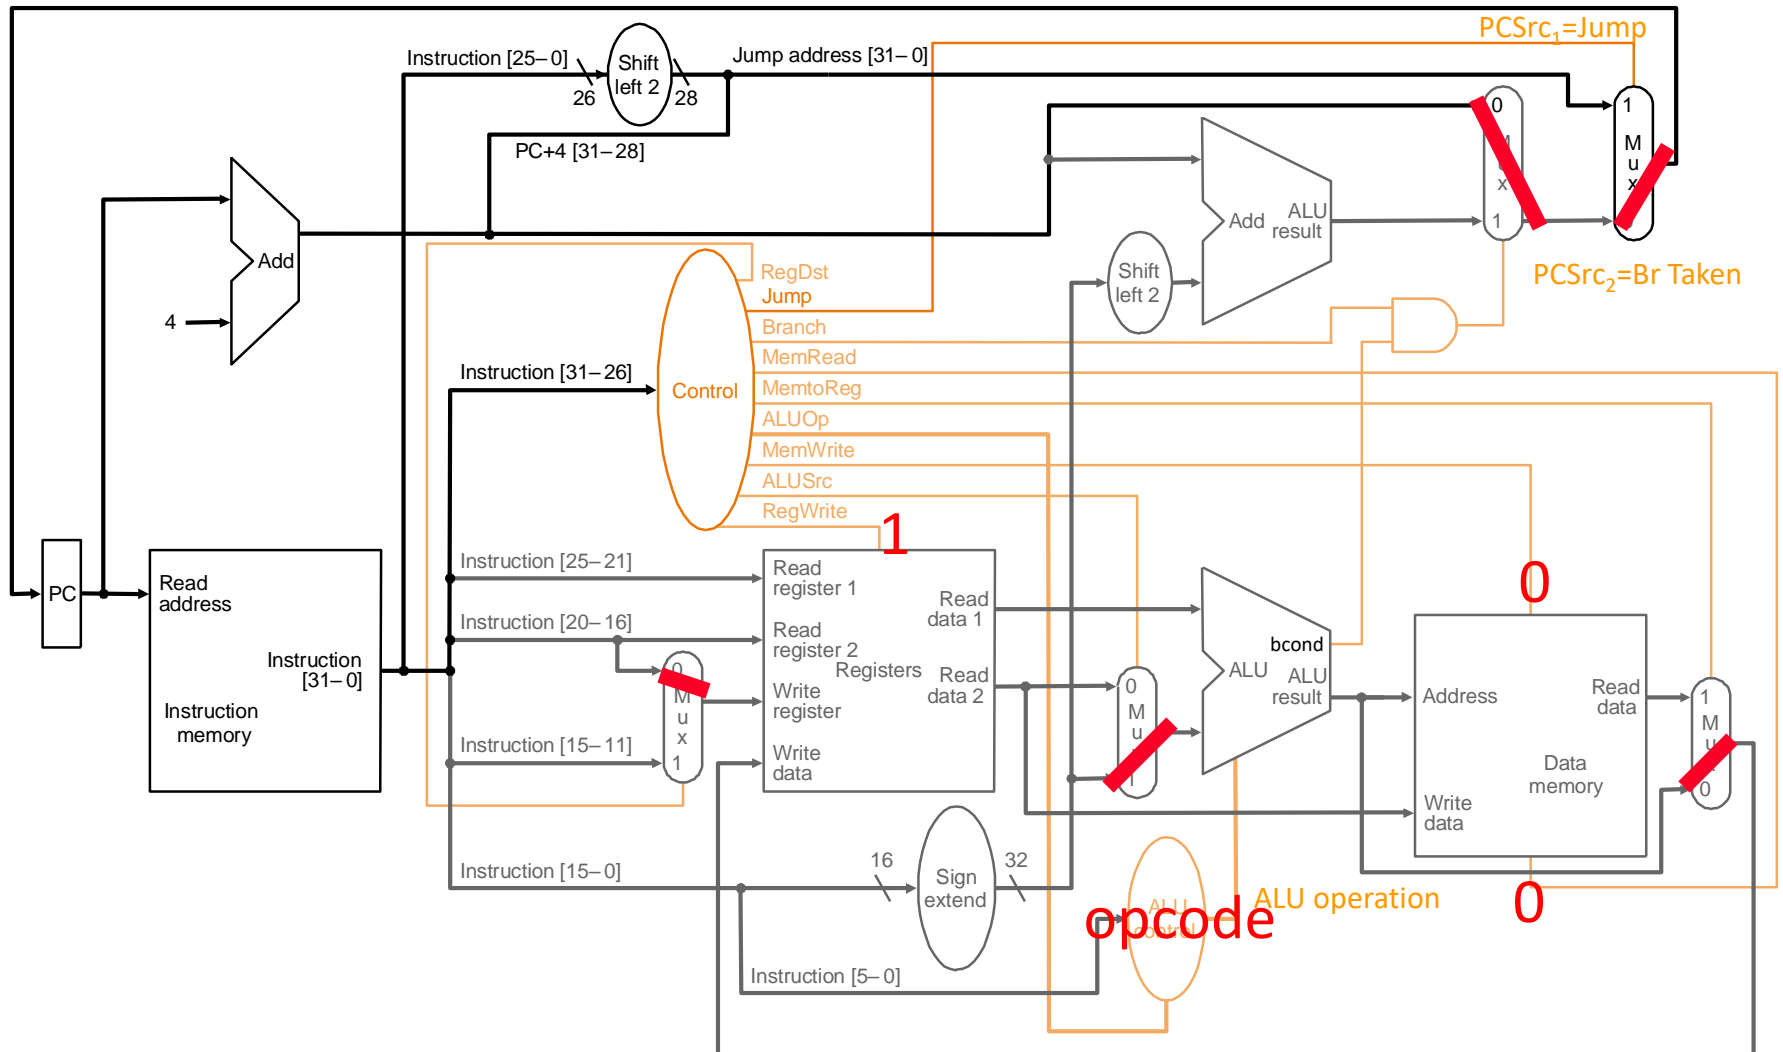 PCSrc1=Jump
Instruction [25–0]
Shift
left 2
Jump address [31–0]
26
28
PC+4 [31–28]
0
M
u
x
1
1
M
u
x
Add
4
Add
ALU
result
Shift
left 2
PCSrc2=Br Taken
RegDst
Jump
Branch
MemRead
MemtoReg
ALUOp
MemWrite
ALUSrc
RegWrite
Control
Instruction [31–26]
1
0
PC
Read
address
Instruction
[31–0]
Instruction
memory
Instruction [25–21]
Instruction [20–16]
Instruction [15–11]
Instruction [15–0]
0
M
u
x
1
Read
register 1
Read
register 2
Registers
Write
register
Write
data
Read
data 1
Read
data 2
0
M
u
bcond
ALU
ALU
result
Address
Read
data
Data
memory
Write
data
1
M
u
0
16
Sign
extend
32
ALU
control
opcode
ALU operation
0
Instruction [5–0]